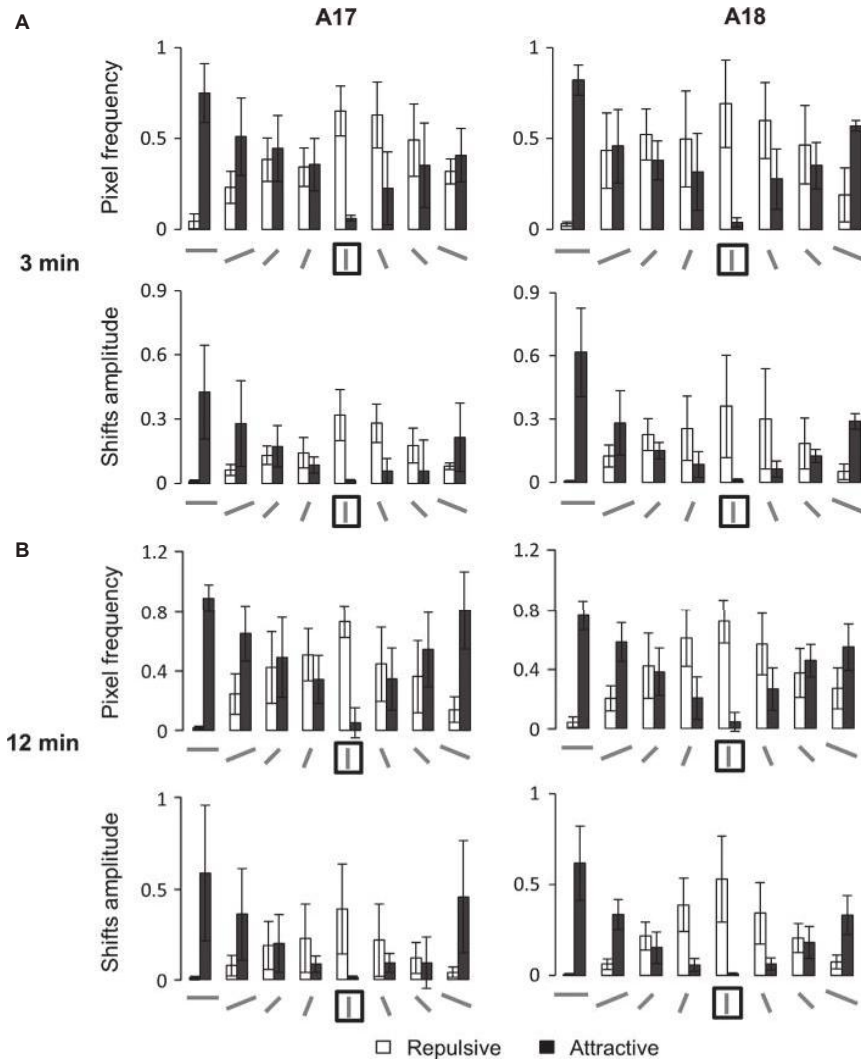 A17 A18
A
1 1
Pixel frequency
0.5 0.5
0 0
3 min
0.9 0.9
Shifts amplitude
0.6 0.6
0.3 0.3
0 0
B
1.2 1.2
Pixel frequency
0.8 0.8
0.4 0.4
0 0
12 min
1 1
Shifts amplitude
0.5 0.5
0 0
Repulsive Attractive